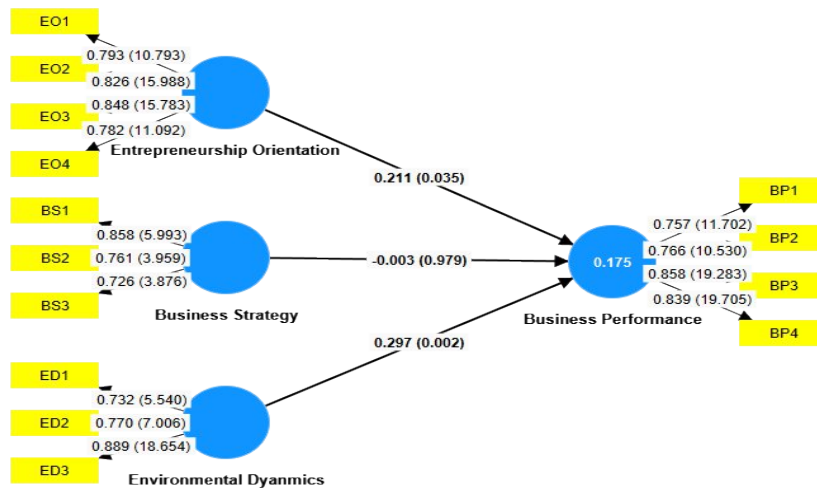 EO1
0.793 (10.793)
EO2
0.826 (15.988)
0.848 (15.783)
EO3
0.782 (11.092)
EO4
Entrepreneurship Orientation
0.211 (0.035)
BS1
0.858 (5.993)
BS2
0.761 (3.959)
0.726 (3.876)
BS3
Business Strategy
-0.003 (0.979)
ED1
0.732 (5.540)
ED2
0.770 (7.006)
0.889 (18.654)
ED3
Environmental Dyanmics
0.297 (0.002)
0.175
Business Performance
BP1
0.757 (11.702)
BP2
0.766 (10.530)
0.858 (19.283)
BP3
0.839 (19.705)
BP4